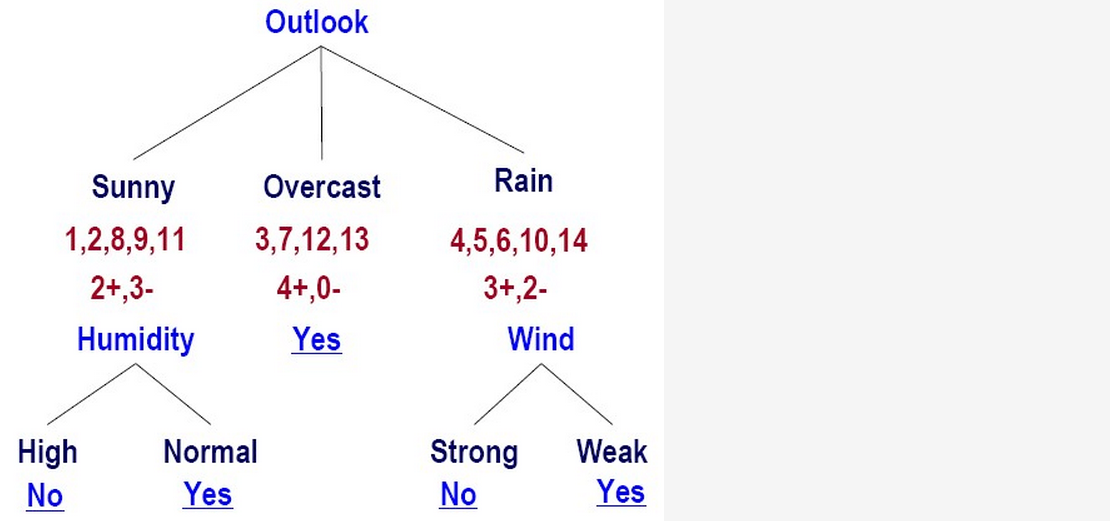 Outlook
Sunny Overcast Rain
1,2,8,9,11 3,7,12,13 4,5,6,10,14
2+,3- 4+,0- 3+,2-
Humidity Yes Wind
High Normal Strong Weak
No Yes No Yes